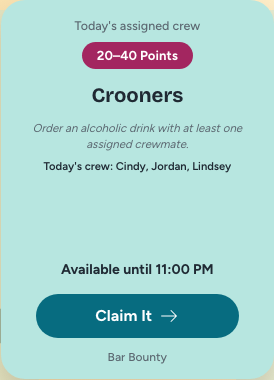 Today's assigned crew
20–40 Points
Crooners
Order an alcoholic drink with at least one
assigned crewmate.
Today's crew: Cindy, Jordan, Lindsey
Available until 11:00 PM
Claim It →
Bar Bounty